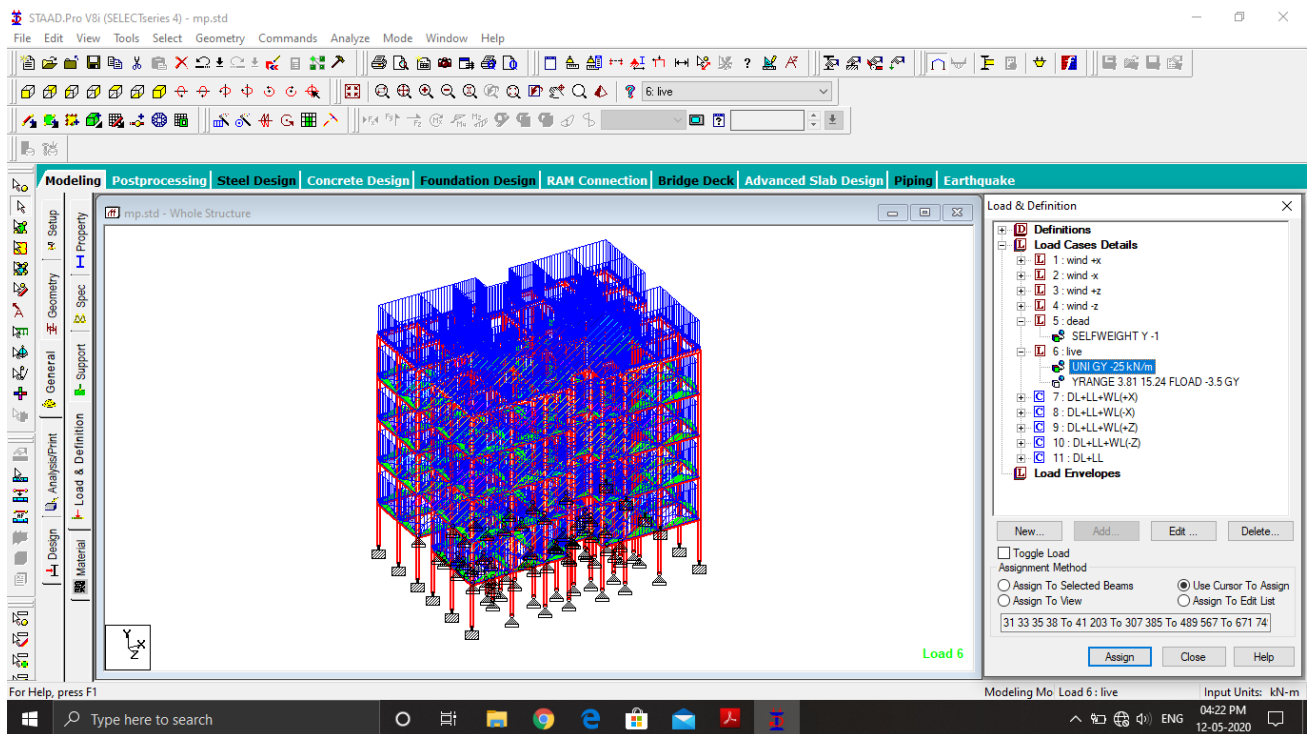 STAAD.Pro V8i (SELECTseries 4) - mp.std
File Edit View Tools Select Geometry Commands Analyze Mode Window Help
6: live
Modeling Postprocessing Steel Design Concrete Design Foundation Design RAM Connection Bridge Deck Advanced Slab Design Piping Earthquake
Setup
Geometry
General
Analysis/Print
Design
Property
Spec
Support
Load & Definition
Material
mp.std - Whole Structure
Y
X
Z
Load 6
Load & Definition
Definitions
Load Cases Details
1 : wind +x
2 : wind -x
3 : wind +z
4 : wind -z
5 : dead
SELFWEIGHT Y -1
6 : live
UNI GY -25 kN/m
YRANGE 3.81 15.24 FLOAD -3.5 GY
7 : DL+LL+WL(+X)
8 : DL+LL+WL(-X)
9 : DL+LL+WL(+Z)
10 : DL+LL+WL(-Z)
11 : DL+LL
Load Envelopes
New... Add... Edit ... Delete...
Toggle Load
Assignment Method
Assign To Selected Beams Use Cursor To Assign
Assign To View Assign To Edit List
31 33 35 38 To 41 203 To 307 385 To 489 567 To 671 74
Assign Close Help
For Help, press F1 Modeling Mo Load 6 : live Input Units: kN-m
Type here to search
ENG
04:22 PM
12-05-2020